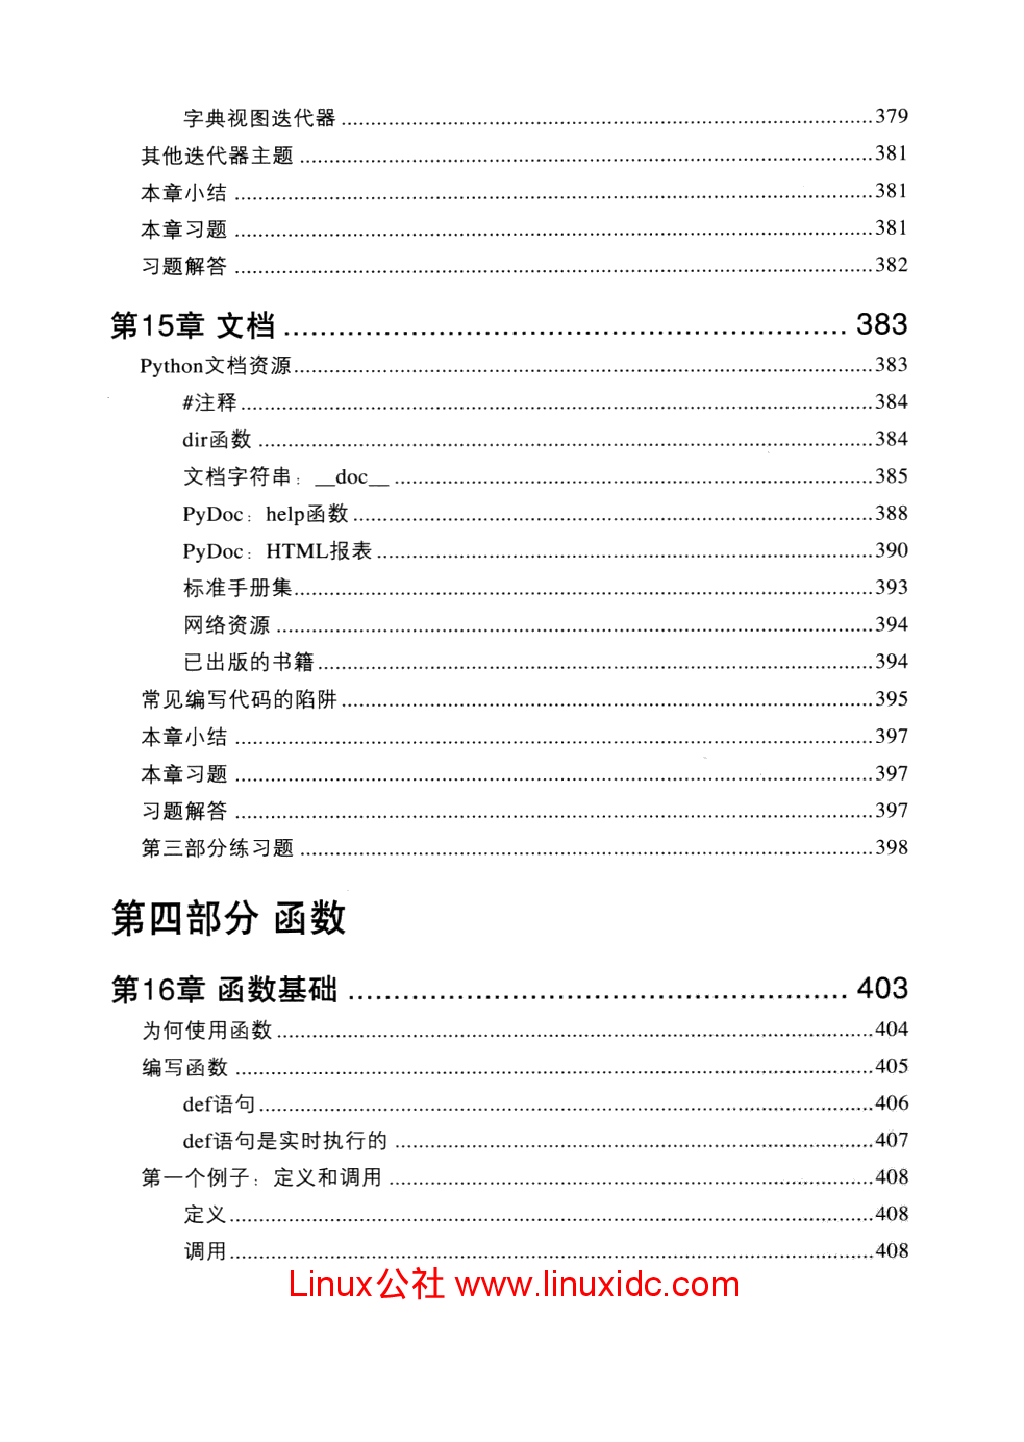 字典视图迭代器 ........ 379
其他迭代器主题 ........ 381
本章小结 ........ 381
本章习题 ........ 381
习题解答 ........ 382
第15章 文档 ........ 383
Python文档资源 ........ 383
#注释 ........ 384
dir函数 ........ 384
文档字符串：__doc__ ........ 385
PyDoc：help函数 ........ 388
PyDoc：HTML报表 ........ 390
标准手册集 ........ 393
网络资源 ........ 394
已出版的书籍 ........ 394
常见编写代码的陷阱 ........ 395
本章小结 ........ 397
本章习题 ........ 397
习题解答 ........ 397
第三部分练习题 ........ 398
第四部分 函数
第16章 函数基础 ........ 403
为何使用函数 ........ 404
编写函数 ........ 405
def语句 ........ 406
def语句是实时执行的 ........ 407
第一个例子：定义和调用 ........ 408
定义 ........ 408
调用 ........ 408
Linux公社 www.linuxidc.com